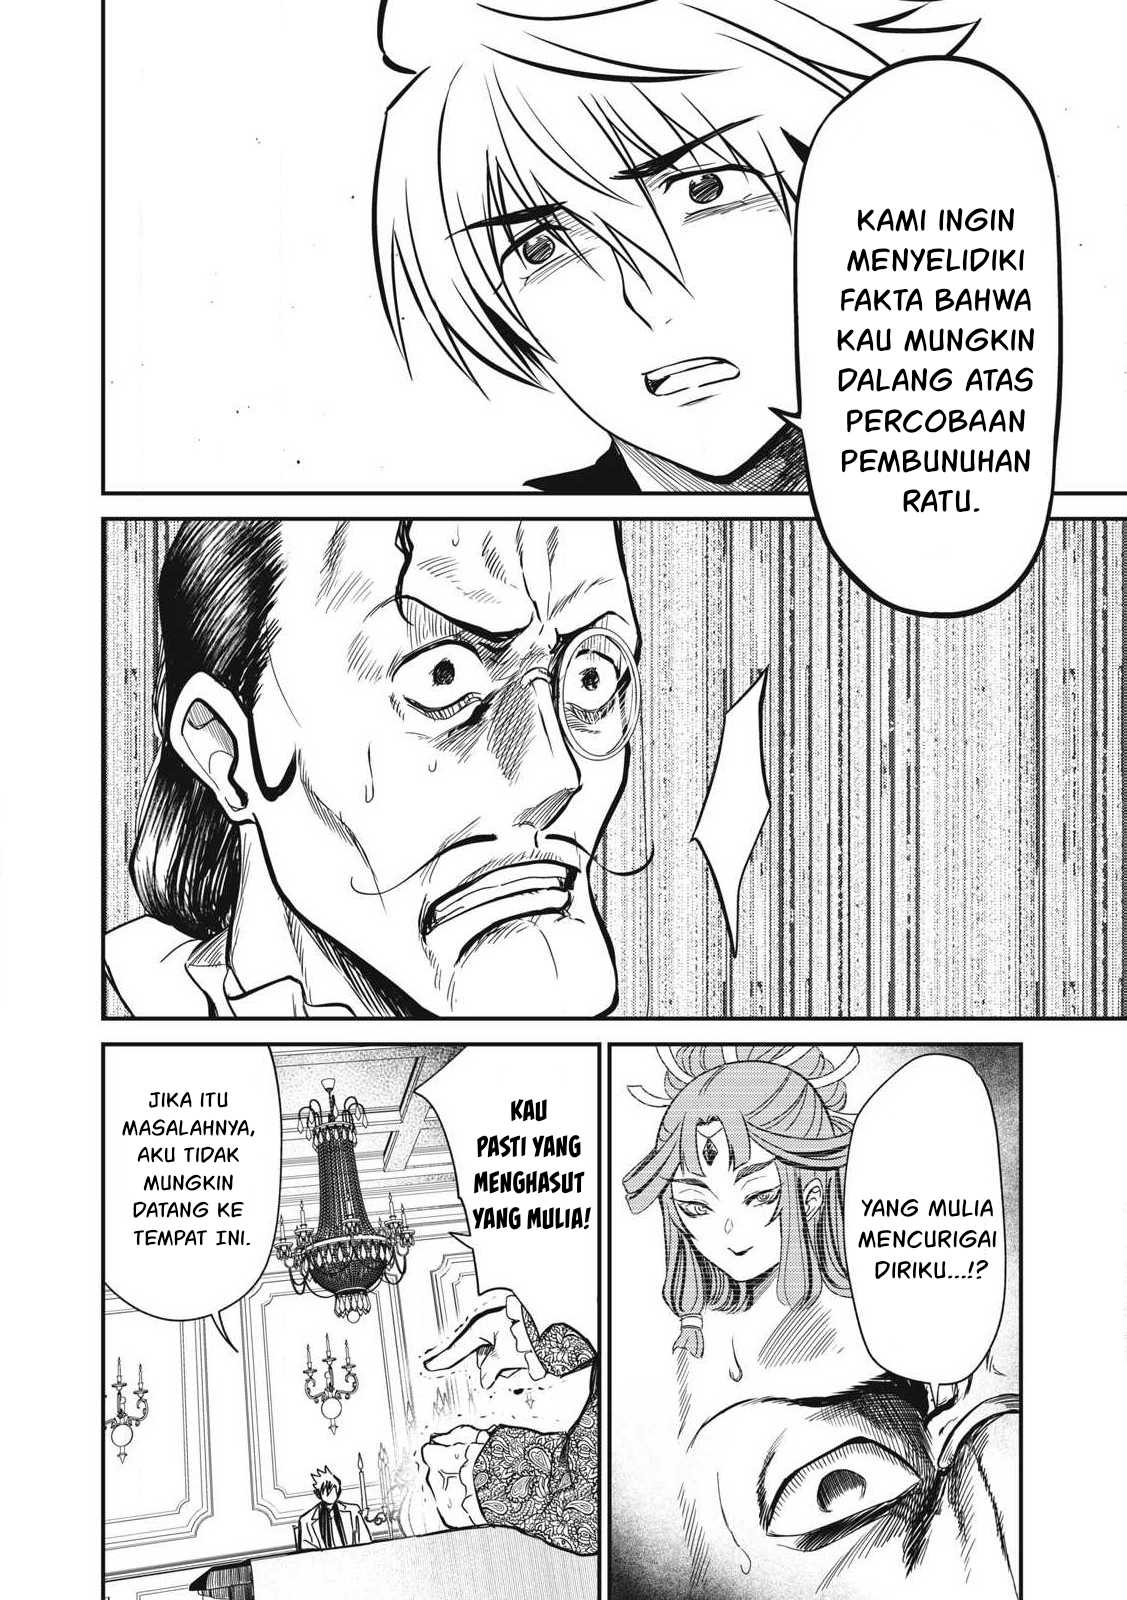 KAMI INGIN
MENYELIDIKI
FAKTA BAHWA
KAU MUNGKIN
DALANG ATAS
PERCOBAAN
PEMBUNUHAN
RATU.
YANG MULIA
MENCURIGAI
DIRIKU...!?
KAU
PASTI YANG
MENGHASUT
YANG MULIA!
JIKA ITU
MASALAHNYA,
AKU TIDAK
MUNGKIN
DATANG KE
TEMPAT INI.